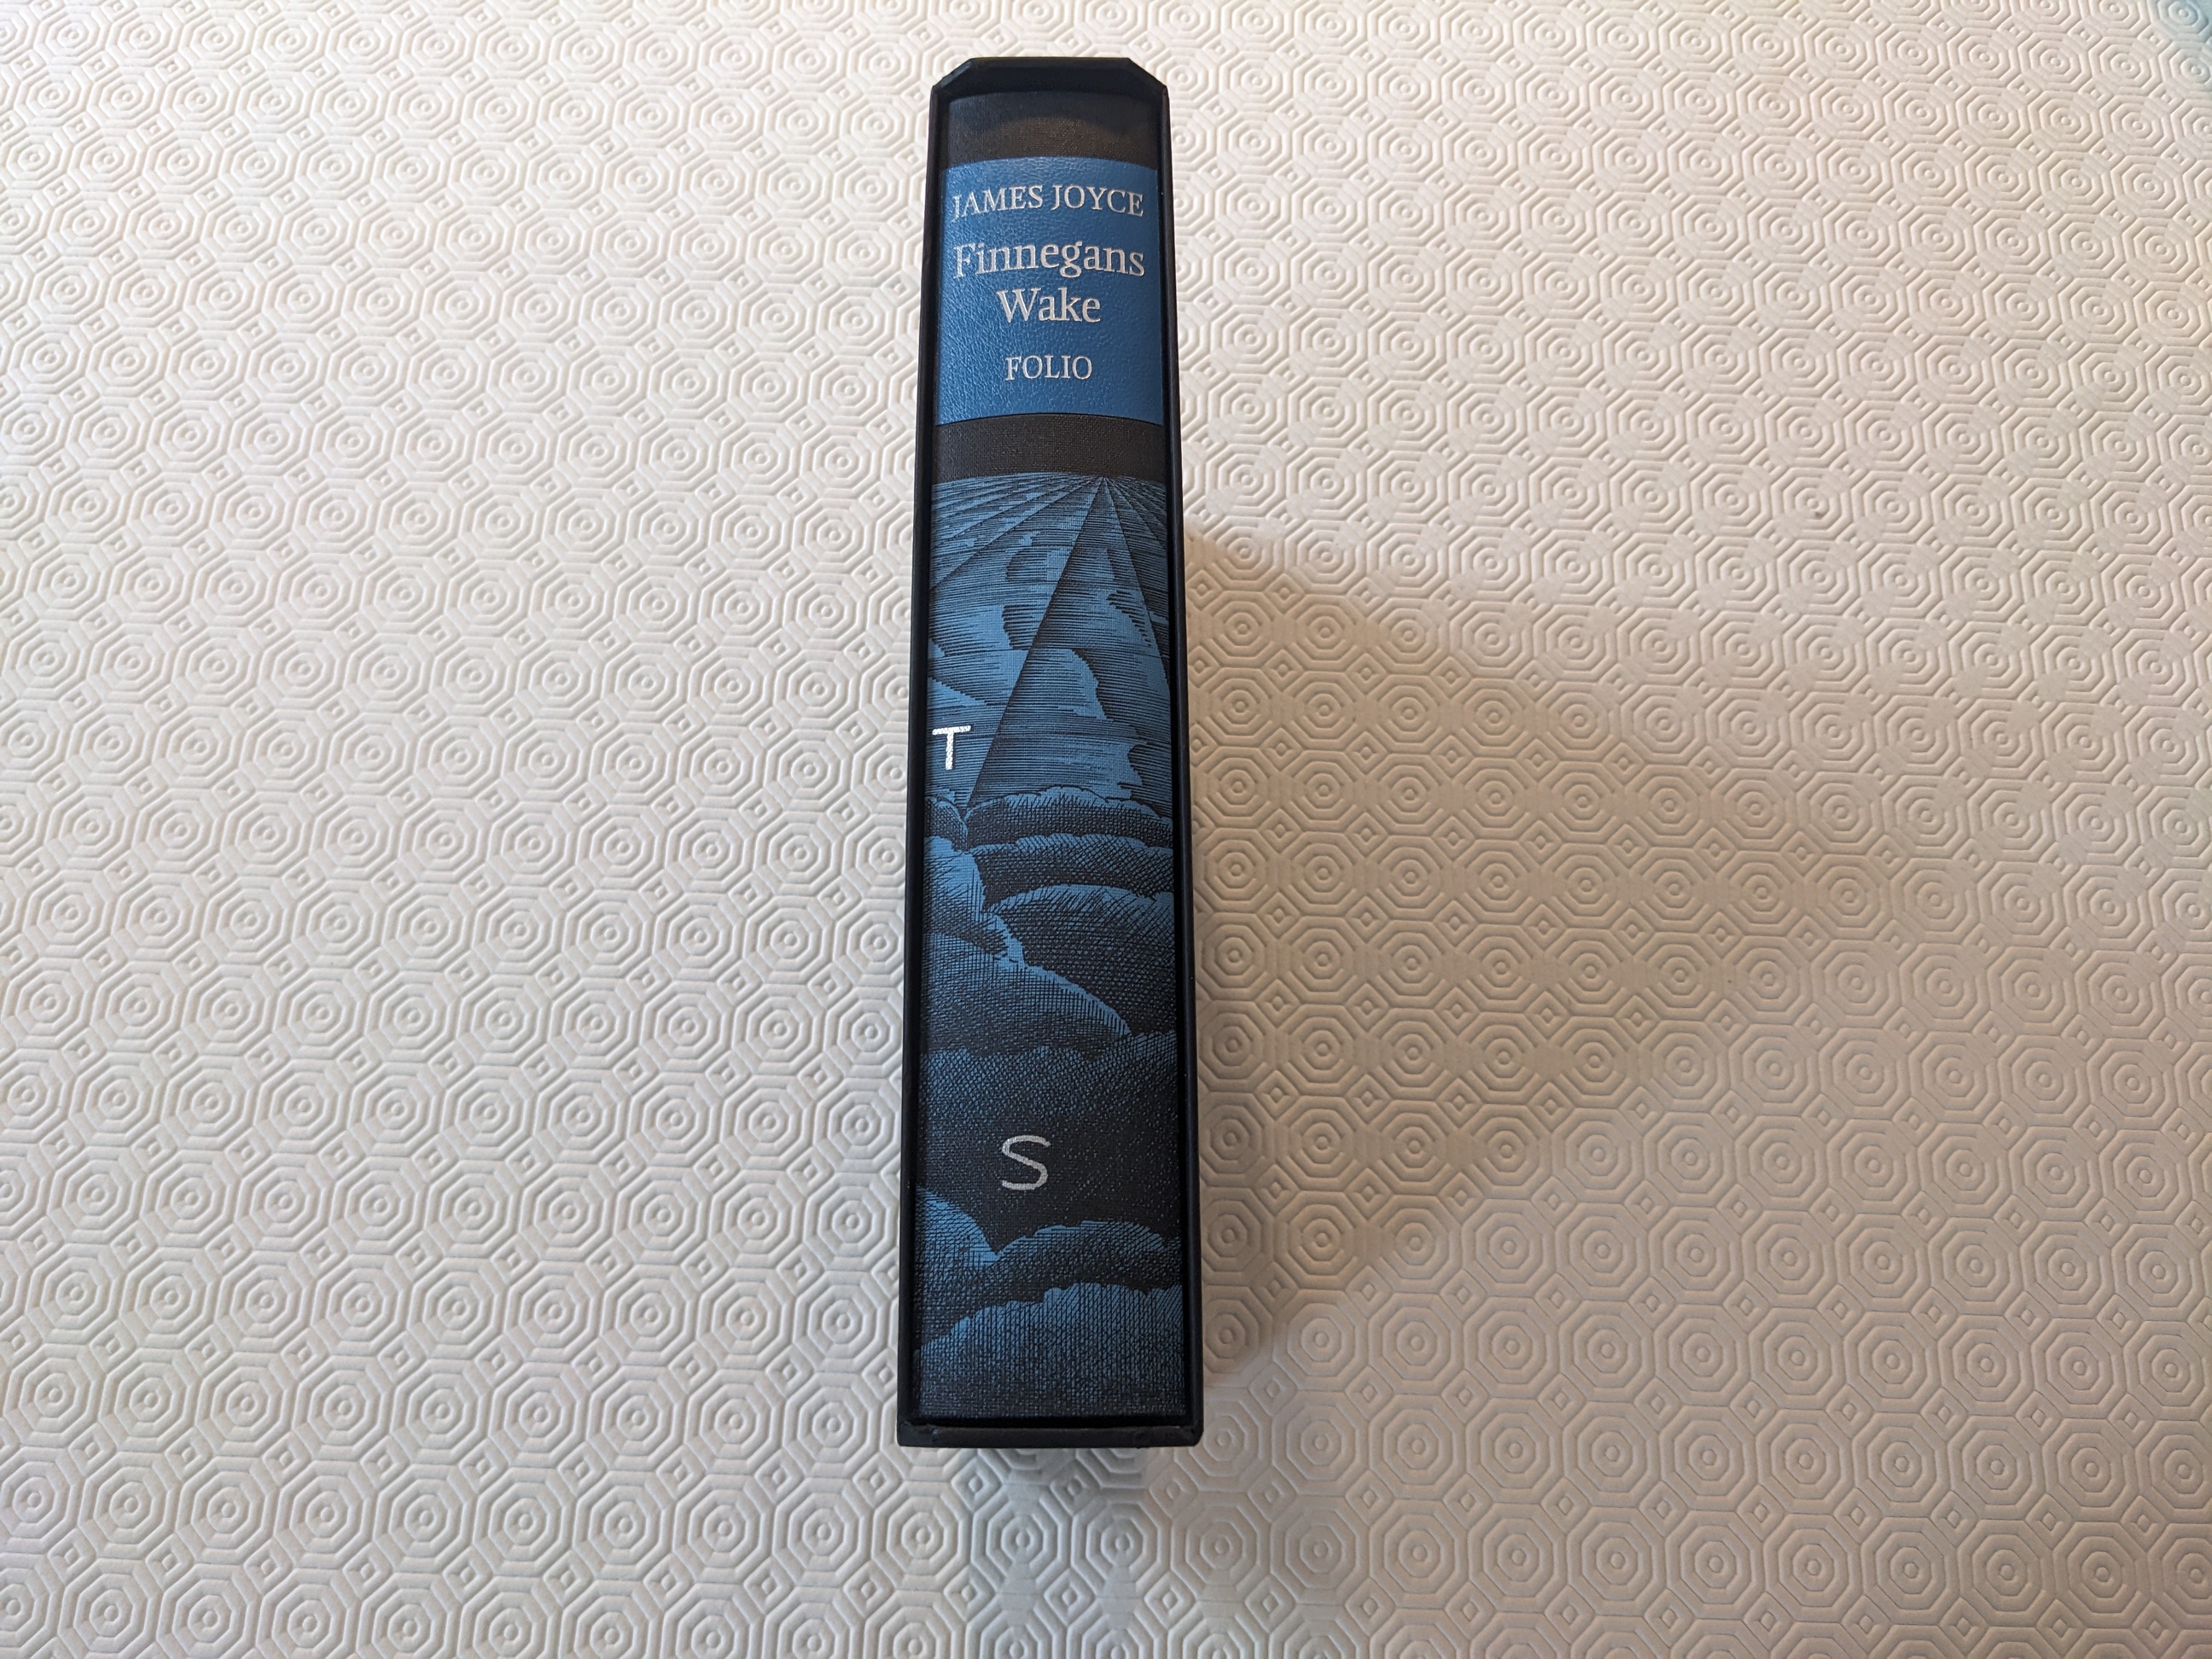 JAMES JOYCE
Finnegans
Wake
FOLIO
T
S